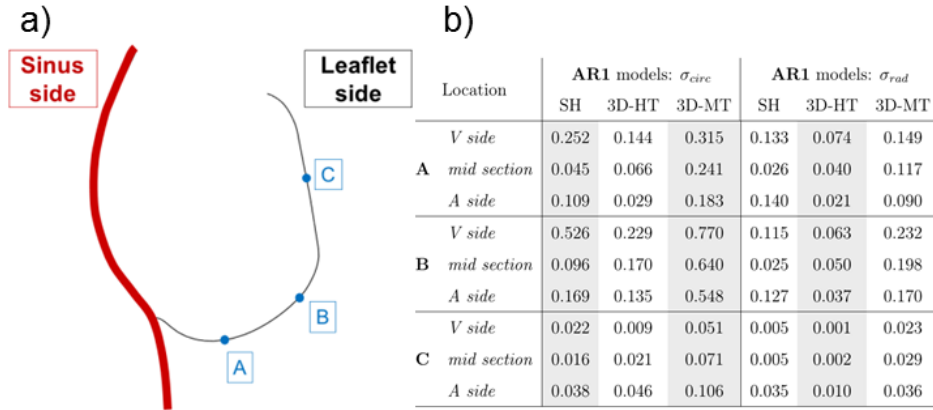 a)
Sinus
side
Leaflet
side
C
B
A
b)
Location AR1 models: σcirc AR1 models: σrad
SH 3D-HT 3D-MT SH 3D-HT 3D-MT
V side 0.252 0.144 0.315 0.133 0.074 0.149
A mid section 0.045 0.066 0.241 0.026 0.040 0.117
A side 0.109 0.029 0.183 0.140 0.021 0.090
V side 0.526 0.229 0.770 0.115 0.063 0.232
B mid section 0.096 0.170 0.640 0.025 0.050 0.198
A side 0.169 0.135 0.548 0.127 0.037 0.170
V side 0.022 0.009 0.051 0.005 0.001 0.023
C mid section 0.016 0.021 0.071 0.005 0.002 0.029
A side 0.038 0.046 0.106 0.035 0.010 0.036